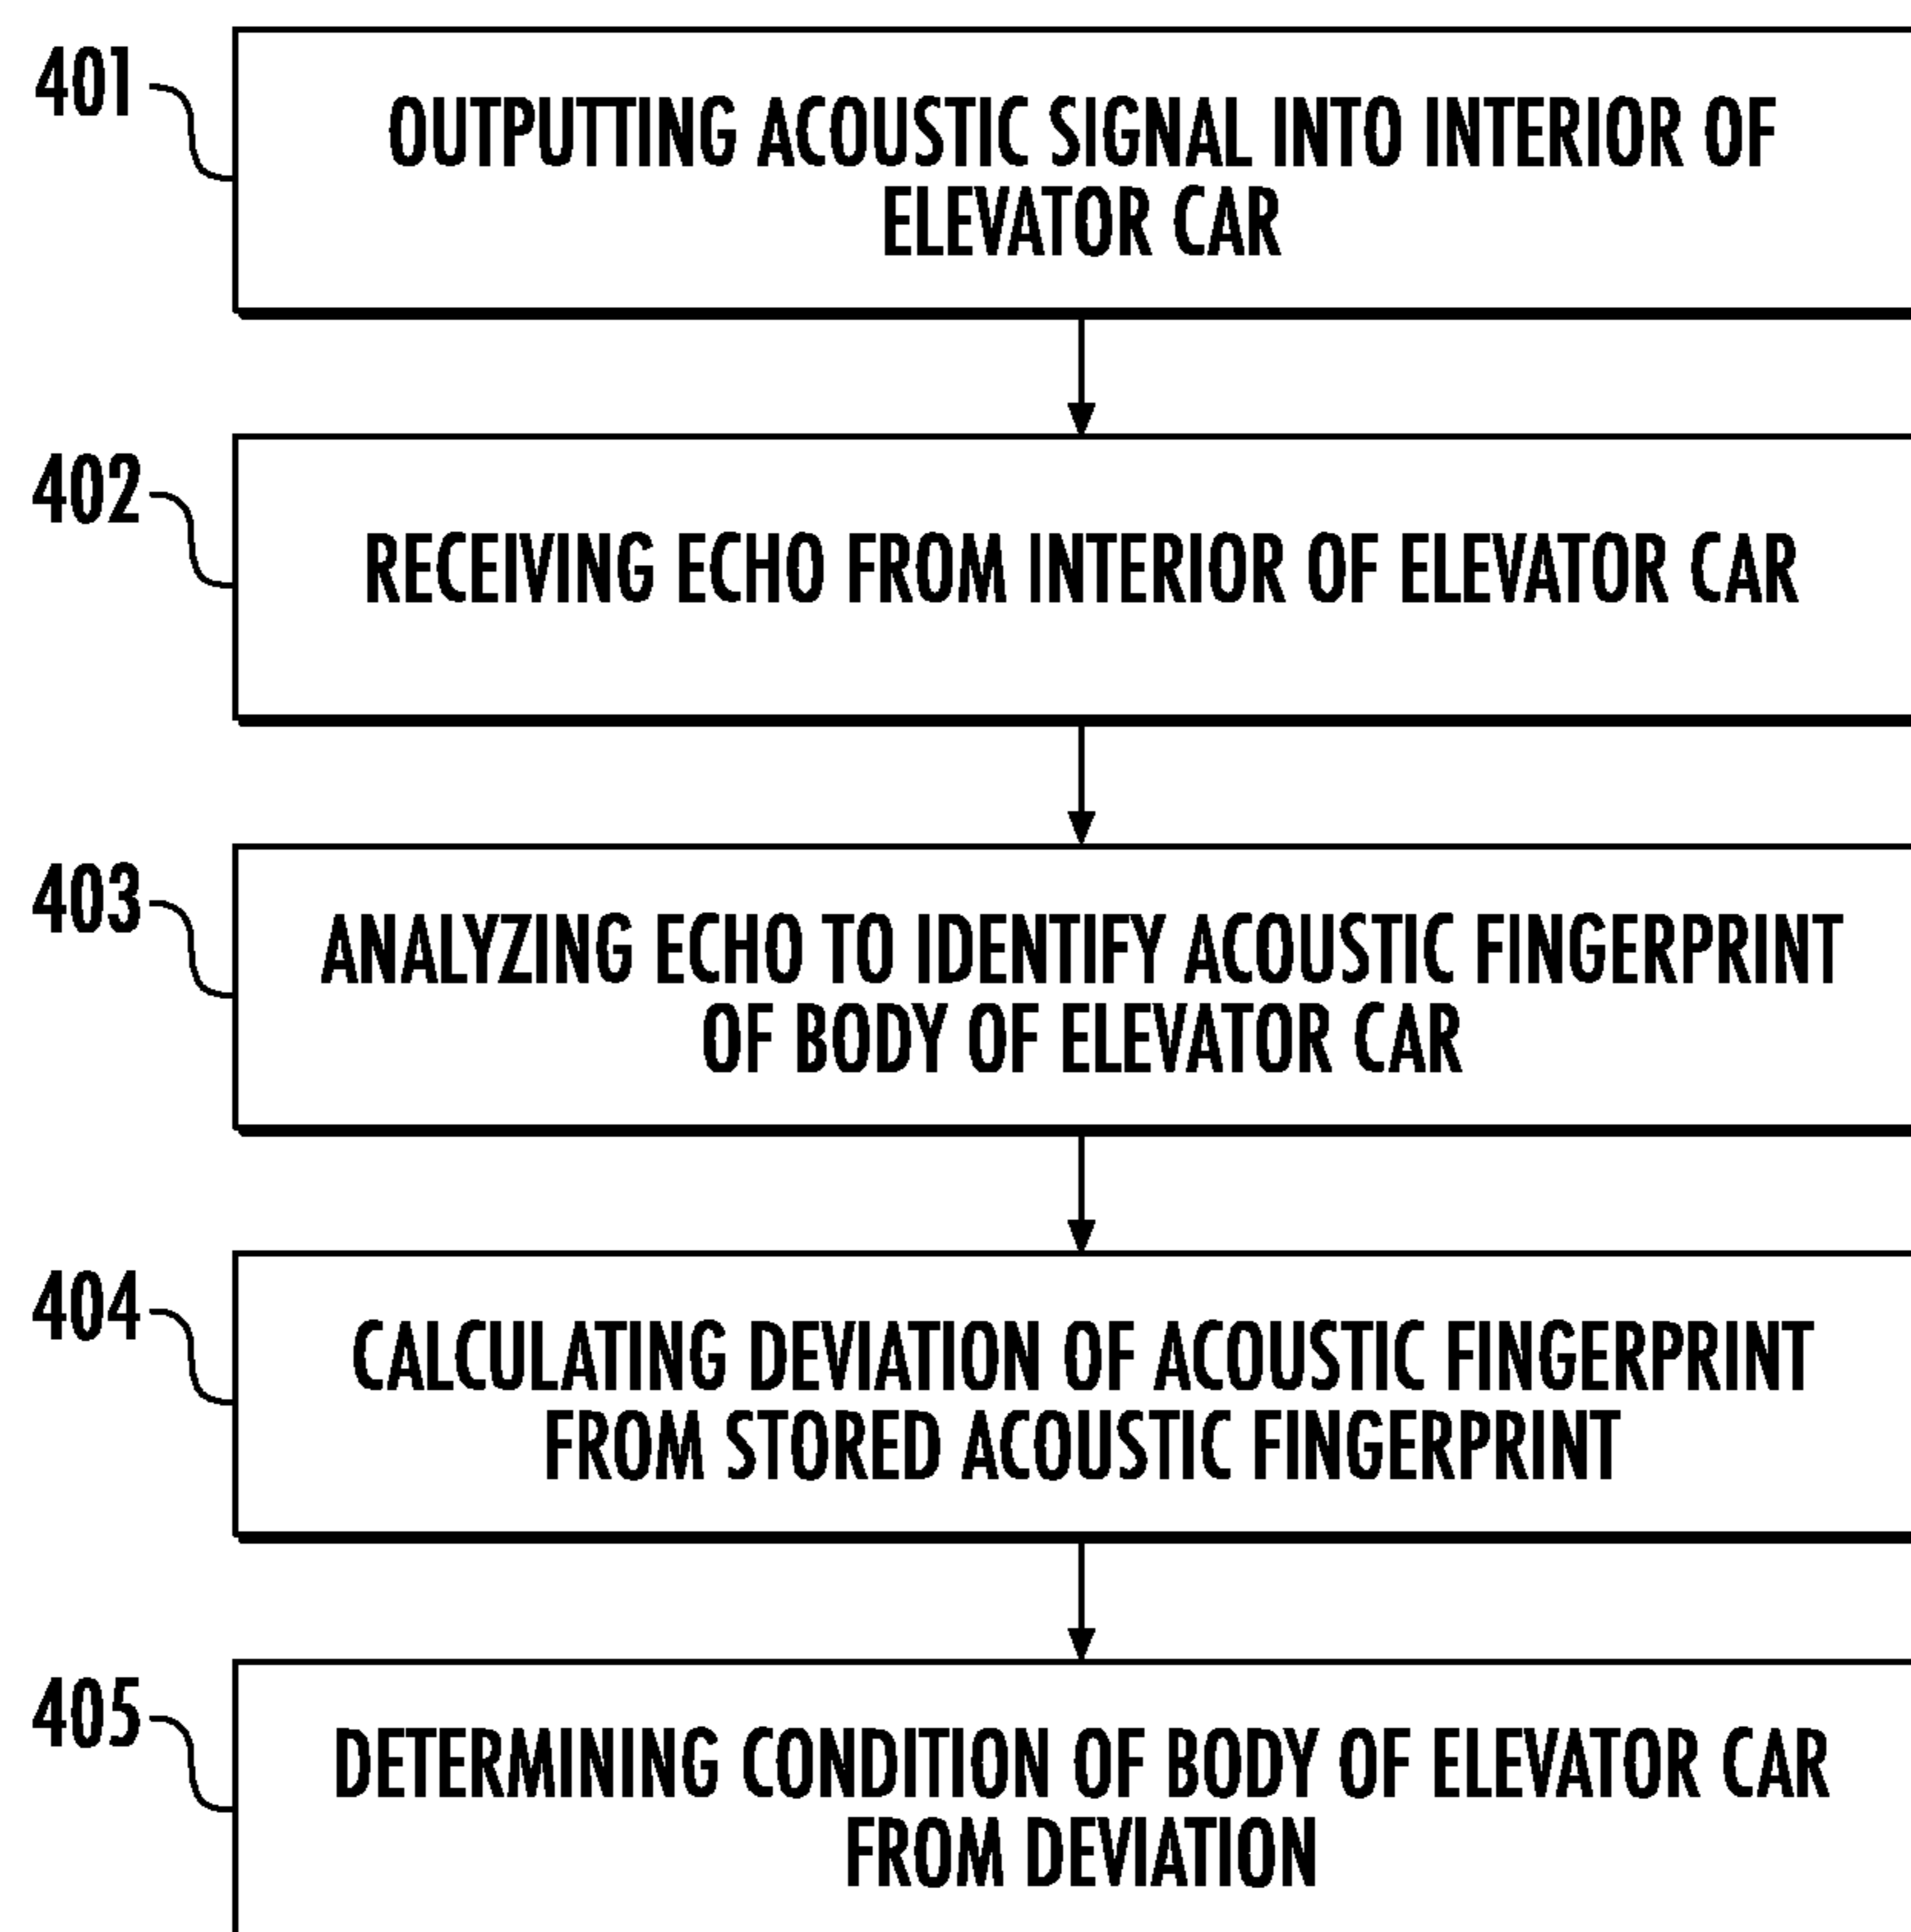 401
OUTPUTTING ACOUSTIC SIGNAL INTO INTERIOR OF
ELEVATOR CAR
402
RECEIVING ECHO FROM INTERIOR OF ELEVATOR CAR
403
ANALYZING ECHO TO IDENTIFY ACOUSTIC FINGERPRINT
OF BODY OF ELEVATOR CAR
404
CALCULATING DEVIATION OF ACOUSTIC FINGERPRINT
FROM STORED ACOUSTIC FINGERPRINT
405
DETERMINING CONDITION OF BODY OF ELEVATOR CAR
FROM DEVIATION